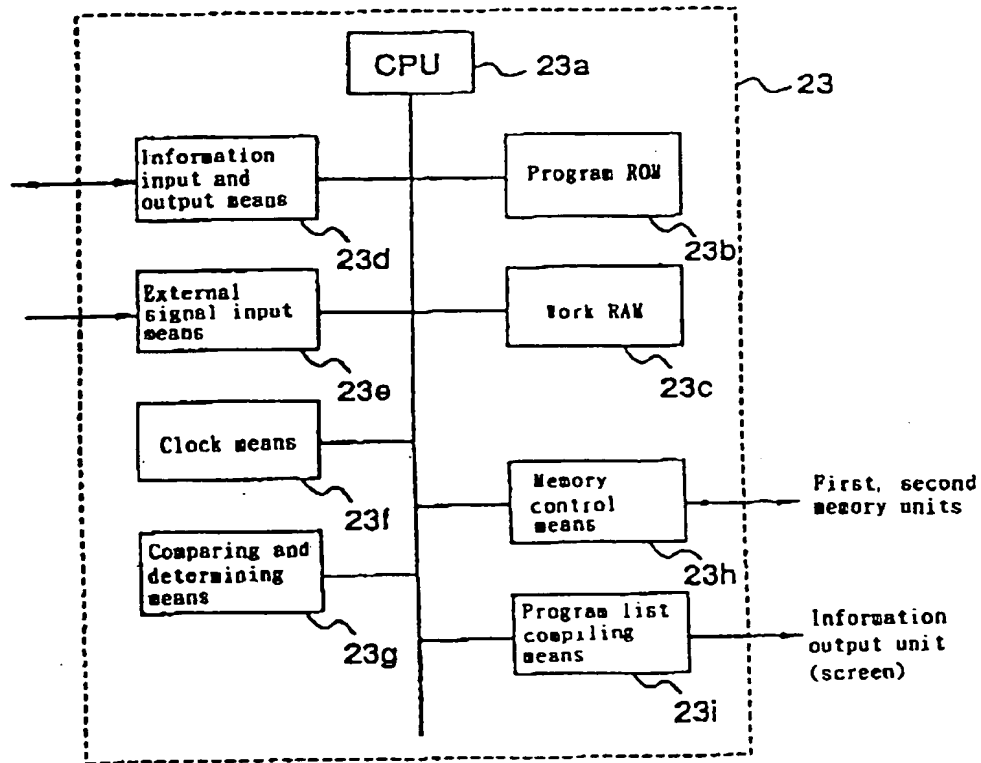 CPU
23a
23
Information
input and
output means
23d
Program ROM
23b
External
signal input
means
23e
Work RAM
23c
Clock means
23f
Memory
control
means
23h
First, second
memory units
Comparing and
determining
means
23g
Program list
compiling
means
23i
Information
output unit
(screen)